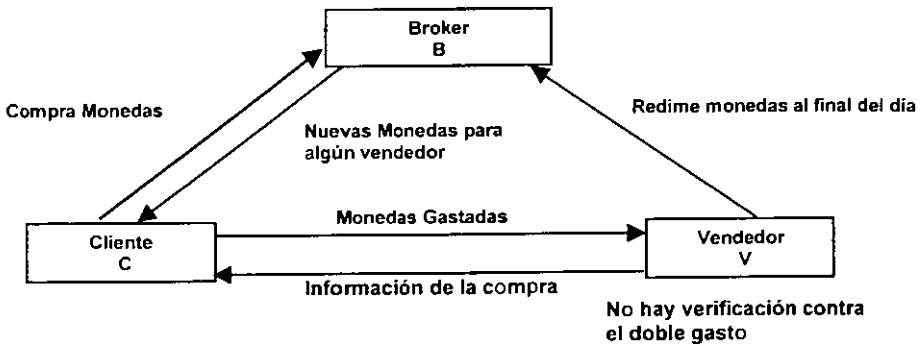 Broker
B
Compra Monedas
Redime monedas al final del día
Nuevas Monedas para
algún vendedor
Monedas Gastadas
Cliente
C
Vendedor
V
Información de la compra
No hay verificación contra
el doble gasto